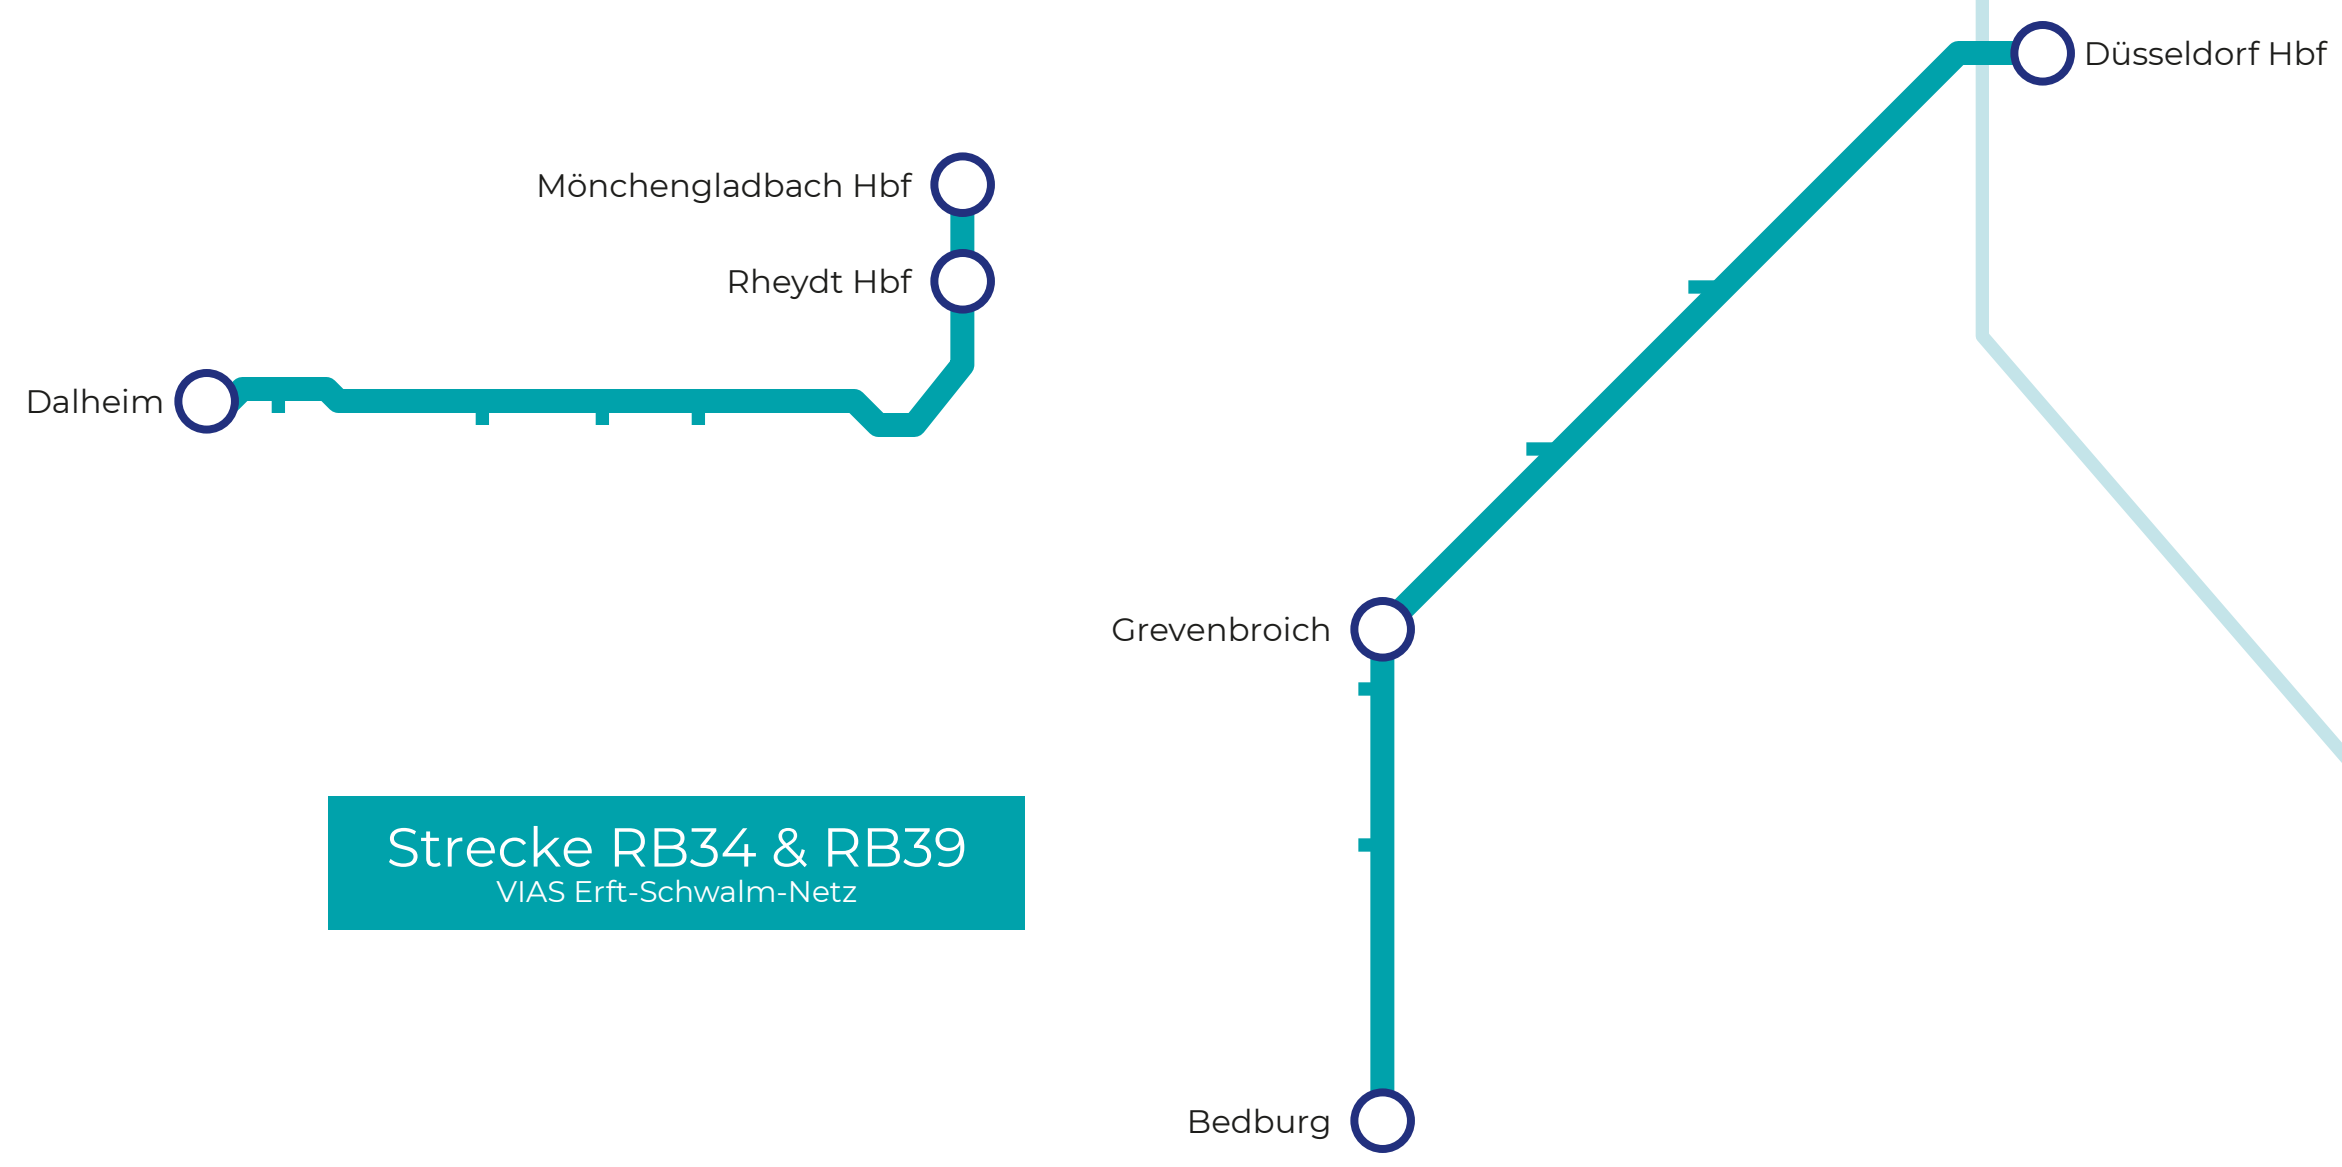 Düsseldorf Hbf
Mönchengladbach Hbf
Rheydt Hbf
Dalheim
Grevenbroich
Strecke RB34 & RB39
VIAS Erft-Schwalm-Netz
Bedburg